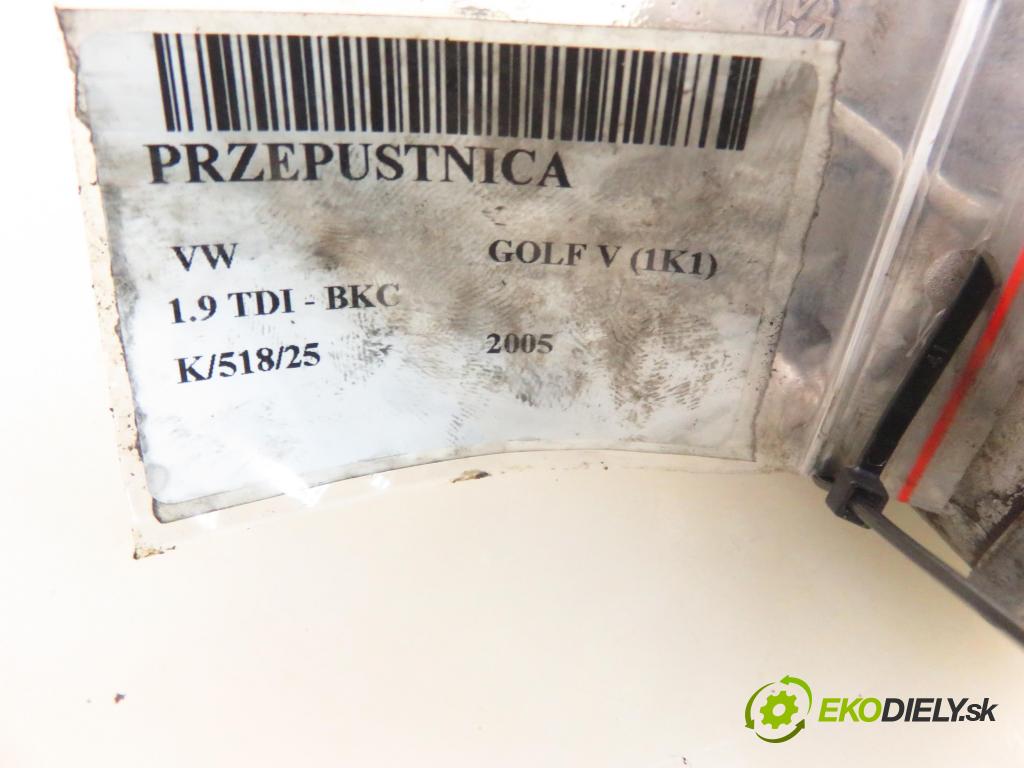 PRZEPUSTNICA
VW GOLF V (1K1)
1.9 TDI - BKC
K/518/25 2005
EKODIELY.sk